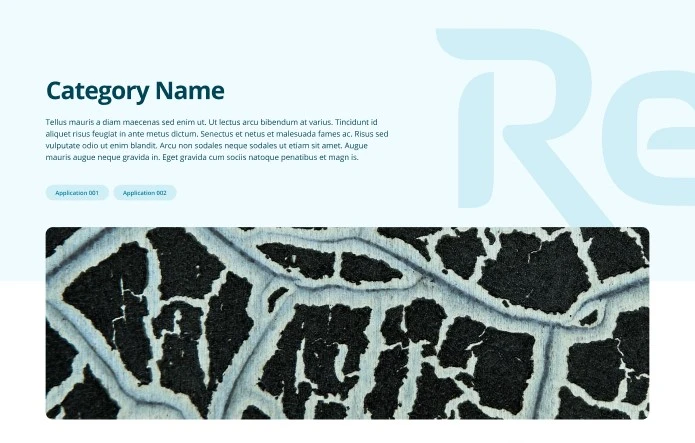 Re
Category Name
Tellus mauris a diam maecenas sed enim ut. Ut lectus arcu bibendum at varius. Tincidunt id
aliquet risus feugiat in ante metus dictum. Senectus et netus et malesuada fames ac. Risus sed
vulputate odio ut enim blandit. Arcu non sodales neque sodales ut etiam sit amet. Augue
mauris augue neque gravida in. Eget gravida cum sociis natoque penatibus et magn is.
Application 001
Application 002